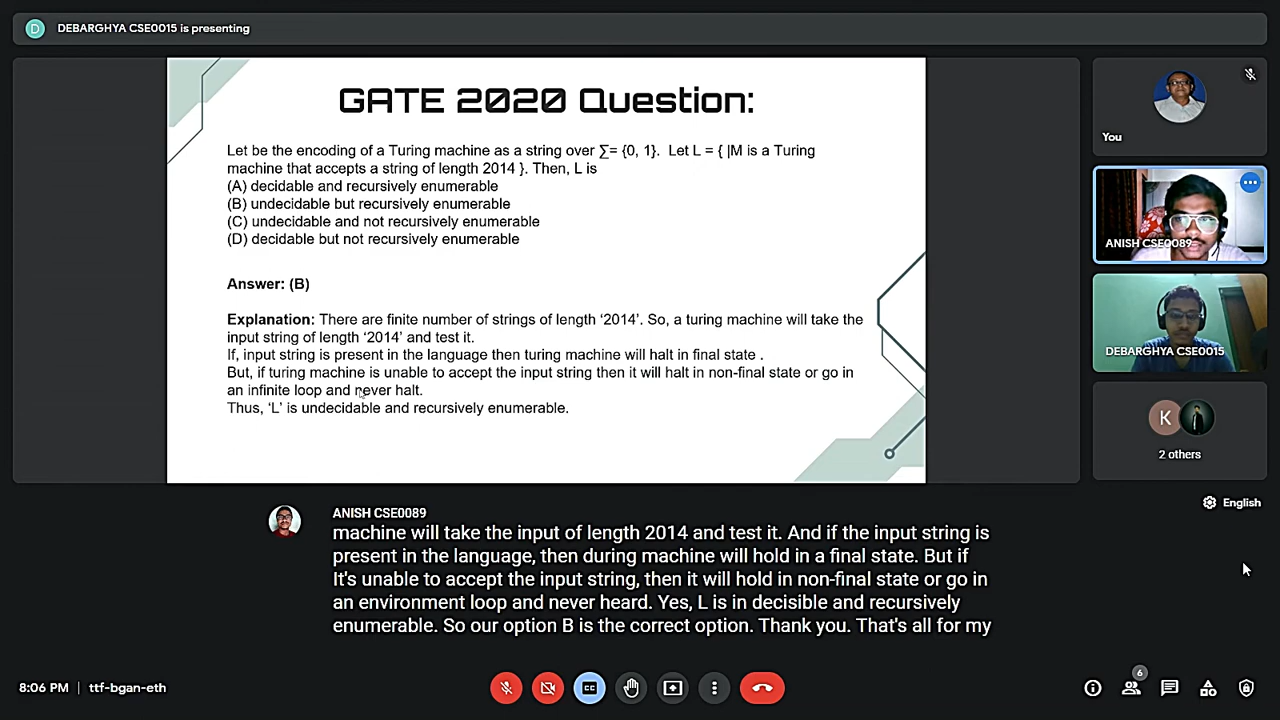 D DEBARGHYA CSE0015 is presenting
GATE 2020 Question:
Let be the encoding of a Turing machine as a string over ∑= {0, 1}. Let L = { |M is a Turing
machine that accepts a string of length 2014 }. Then, L is
(A) decidable and recursively enumerable
(B) undecidable but recursively enumerable
(C) undecidable and not recursively enumerable
(D) decidable but not recursively enumerable
Answer: (B)
Explanation: There are finite number of strings of length ‘2014’. So, a turing machine will take the
input string of length ‘2014’ and test it.
If, input string is present in the language then turing machine will halt in final state .
But, if turing machine is unable to accept the input string then it will halt in non-final state or go in
an infinite loop and never halt.
Thus, ‘L’ is undecidable and recursively enumerable.
You
ANISH CSE0089
DEBARGHYA CSE0015
K
2 others
English
ANISH CSE0089
machine will take the input of length 2014 and test it. And if the input string is
present in the language, then during machine will hold in a final state. But if
It's unable to accept the input string, then it will hold in non-final state or go in
an environment loop and never heard. Yes, L is in decisible and recursively
enumerable. So our option B is the correct option. Thank you. That's all for my
8:06 PM | ttf-bgan-eth
CC
6